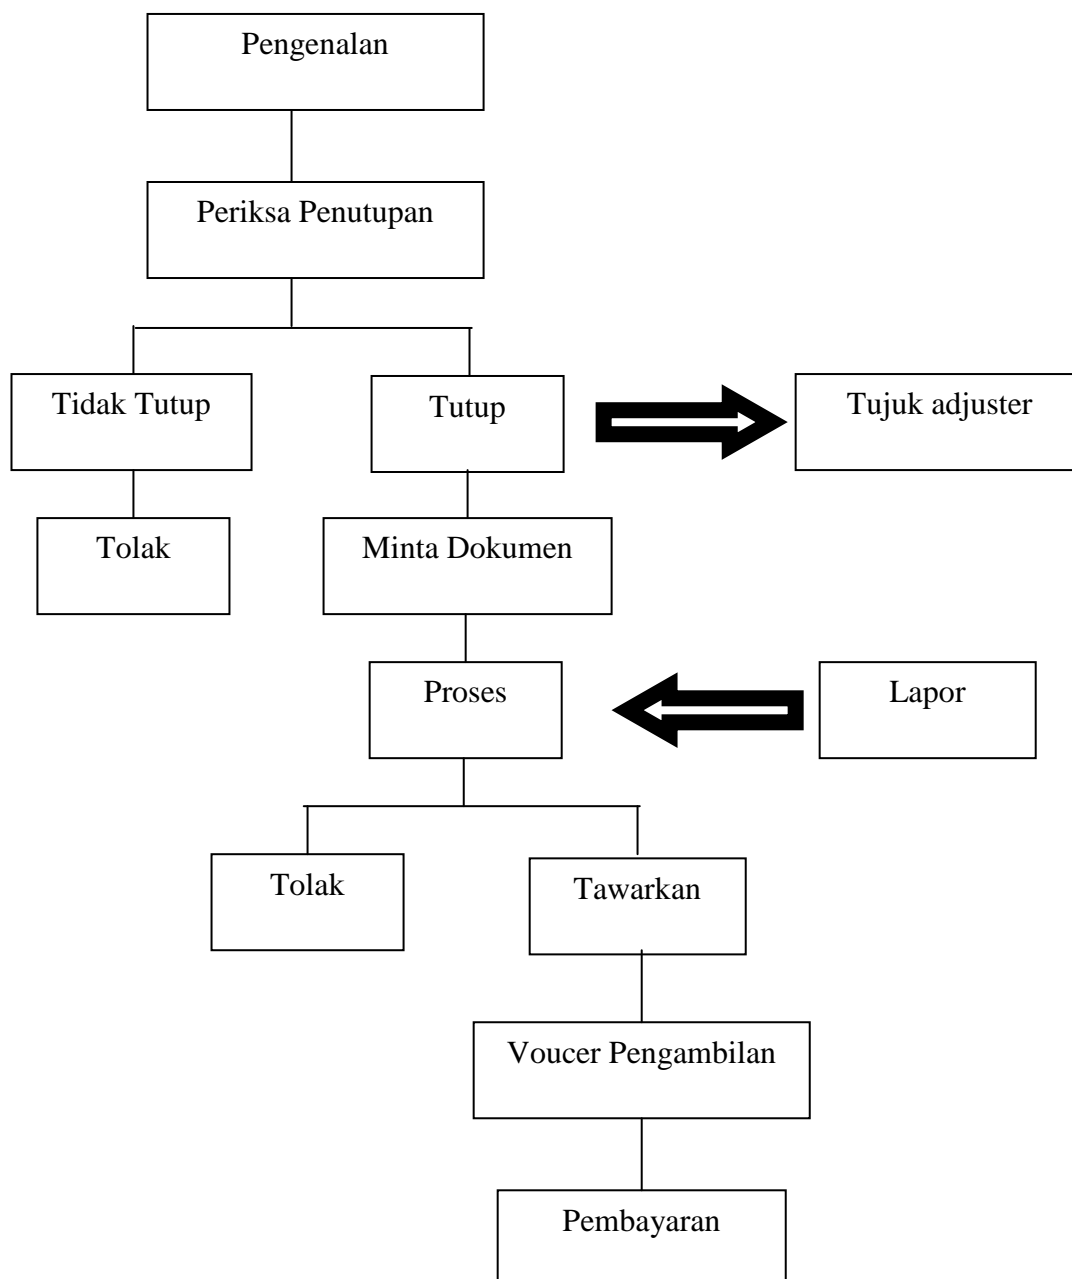 Pengenalan
Periksa Penutupan
Tidak Tutup
Tutup
Tujuk adjuster
Tolak
Minta Dokumen
Proses
Lapor
Tolak
Tawarkan
Voucer Pengambilan
Pembayaran